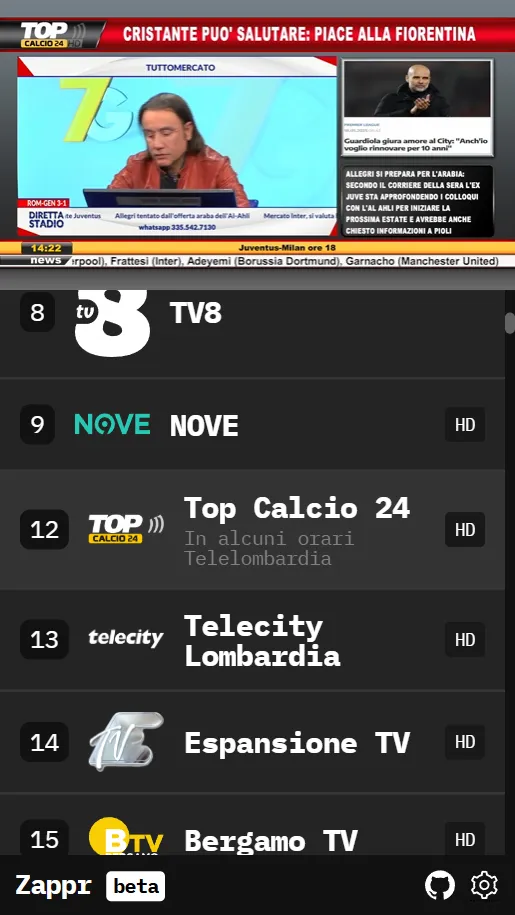 TOP
CALCIO 24 HD
CRISTANTE PUO' SALUTARE: PIACE ALLA FIORENTINA
TUTTOMERCATO
7G
ROM-GEN 3-1
DIRETTA
STADIO
te Juventus Allegri tentato dall'offerta araba dell'Al-Ahli Mercato Inter, si valuta
whatsapp 335.542.7130
PREMIER LEAGUE
Guardiola giura amore al City: "Anch'io
voglio rinnovare per 10 anni"
ALLEGRI SI PREPARA PER L'ARABIA:
SECONDO IL CORRIERE DELLA SERA L'EX
JUVE STA APPROFONDENDO I COLLOQUI
CON L'AL AHLI PER INIZIARE LA
PROSSIMA ESTATE E AVREBBE ANCHE
CHIESTO INFORMAZIONI A PIOLI
14:22
Juventus-Milan ore 18
news
erpool), Frattesi (Inter), Adeyemi (Borussia Dortmund), Garnacho (Manchester United)
8 tv8 TV8
9 NOVE NOVE HD
12 TOP CALCIO 24 Top Calcio 24 HD
In alcuni orari
Telelombardia
13 telecity Telecity HD
Lombardia
14 ETV Espansione TV HD
15 BTV Bergamo TV HD
BERGAMO
Zappr beta